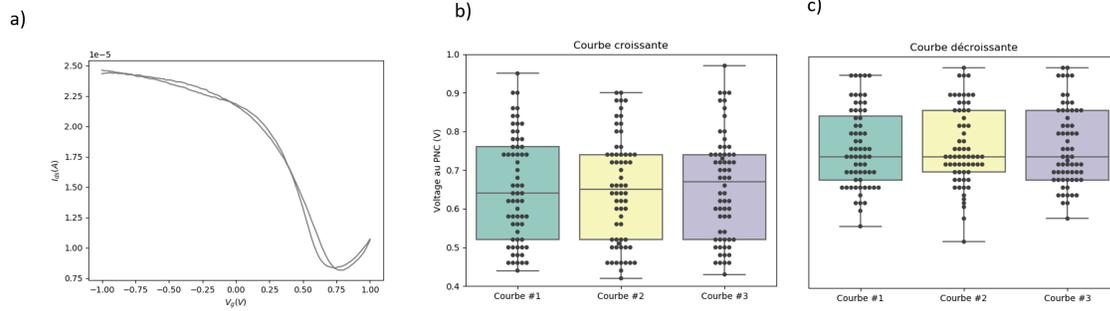 a)
1e−5
2.50
2.25
2.00
1.75
1.50
1.25
1.00
0.75
I_ds(A)
−1.00 −0.75 −0.50 −0.25 0.00 0.25 0.50 0.75 1.00
V_g(V)
b)
Courbe croissante
1.0
0.9
0.8
0.7
0.6
0.5
0.4
Voltage au PNC (V)
Courbe #1 Courbe #2 Courbe #3
c)
Courbe décroissante
Courbe #1 Courbe #2 Courbe #3